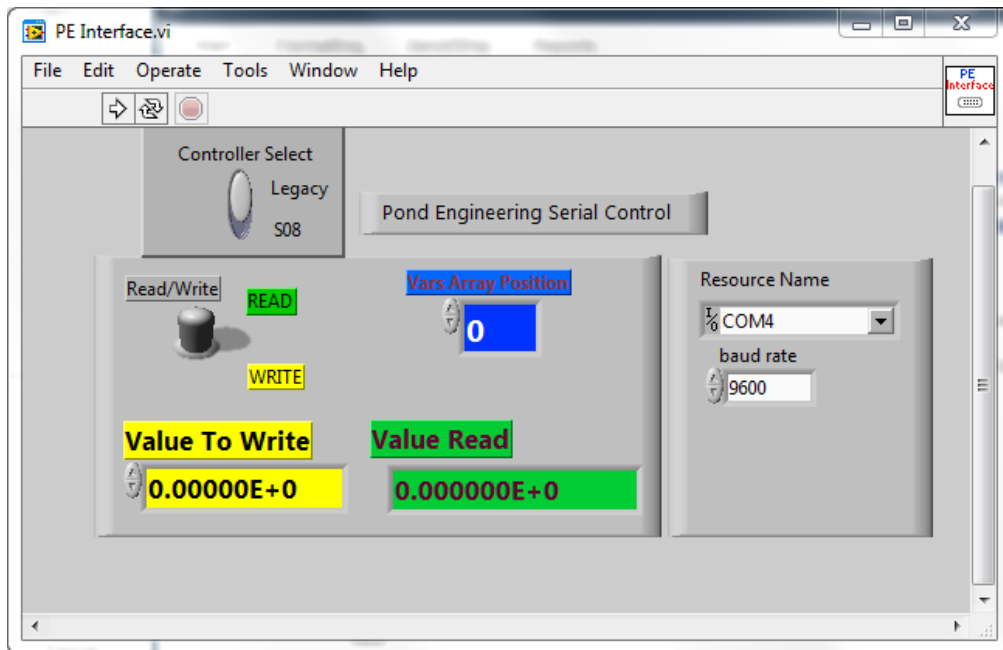 PE Interface.vi
File Edit Operate Tools Window Help
PE
Interface
Controller Select
Legacy
S08
Pond Engineering Serial Control
Read/Write
READ
WRITE
Vars Array Position
0
Resource Name
I/O COM4
baud rate
9600
Value To Write
0.00000E+0
Value Read
0.000000E+0